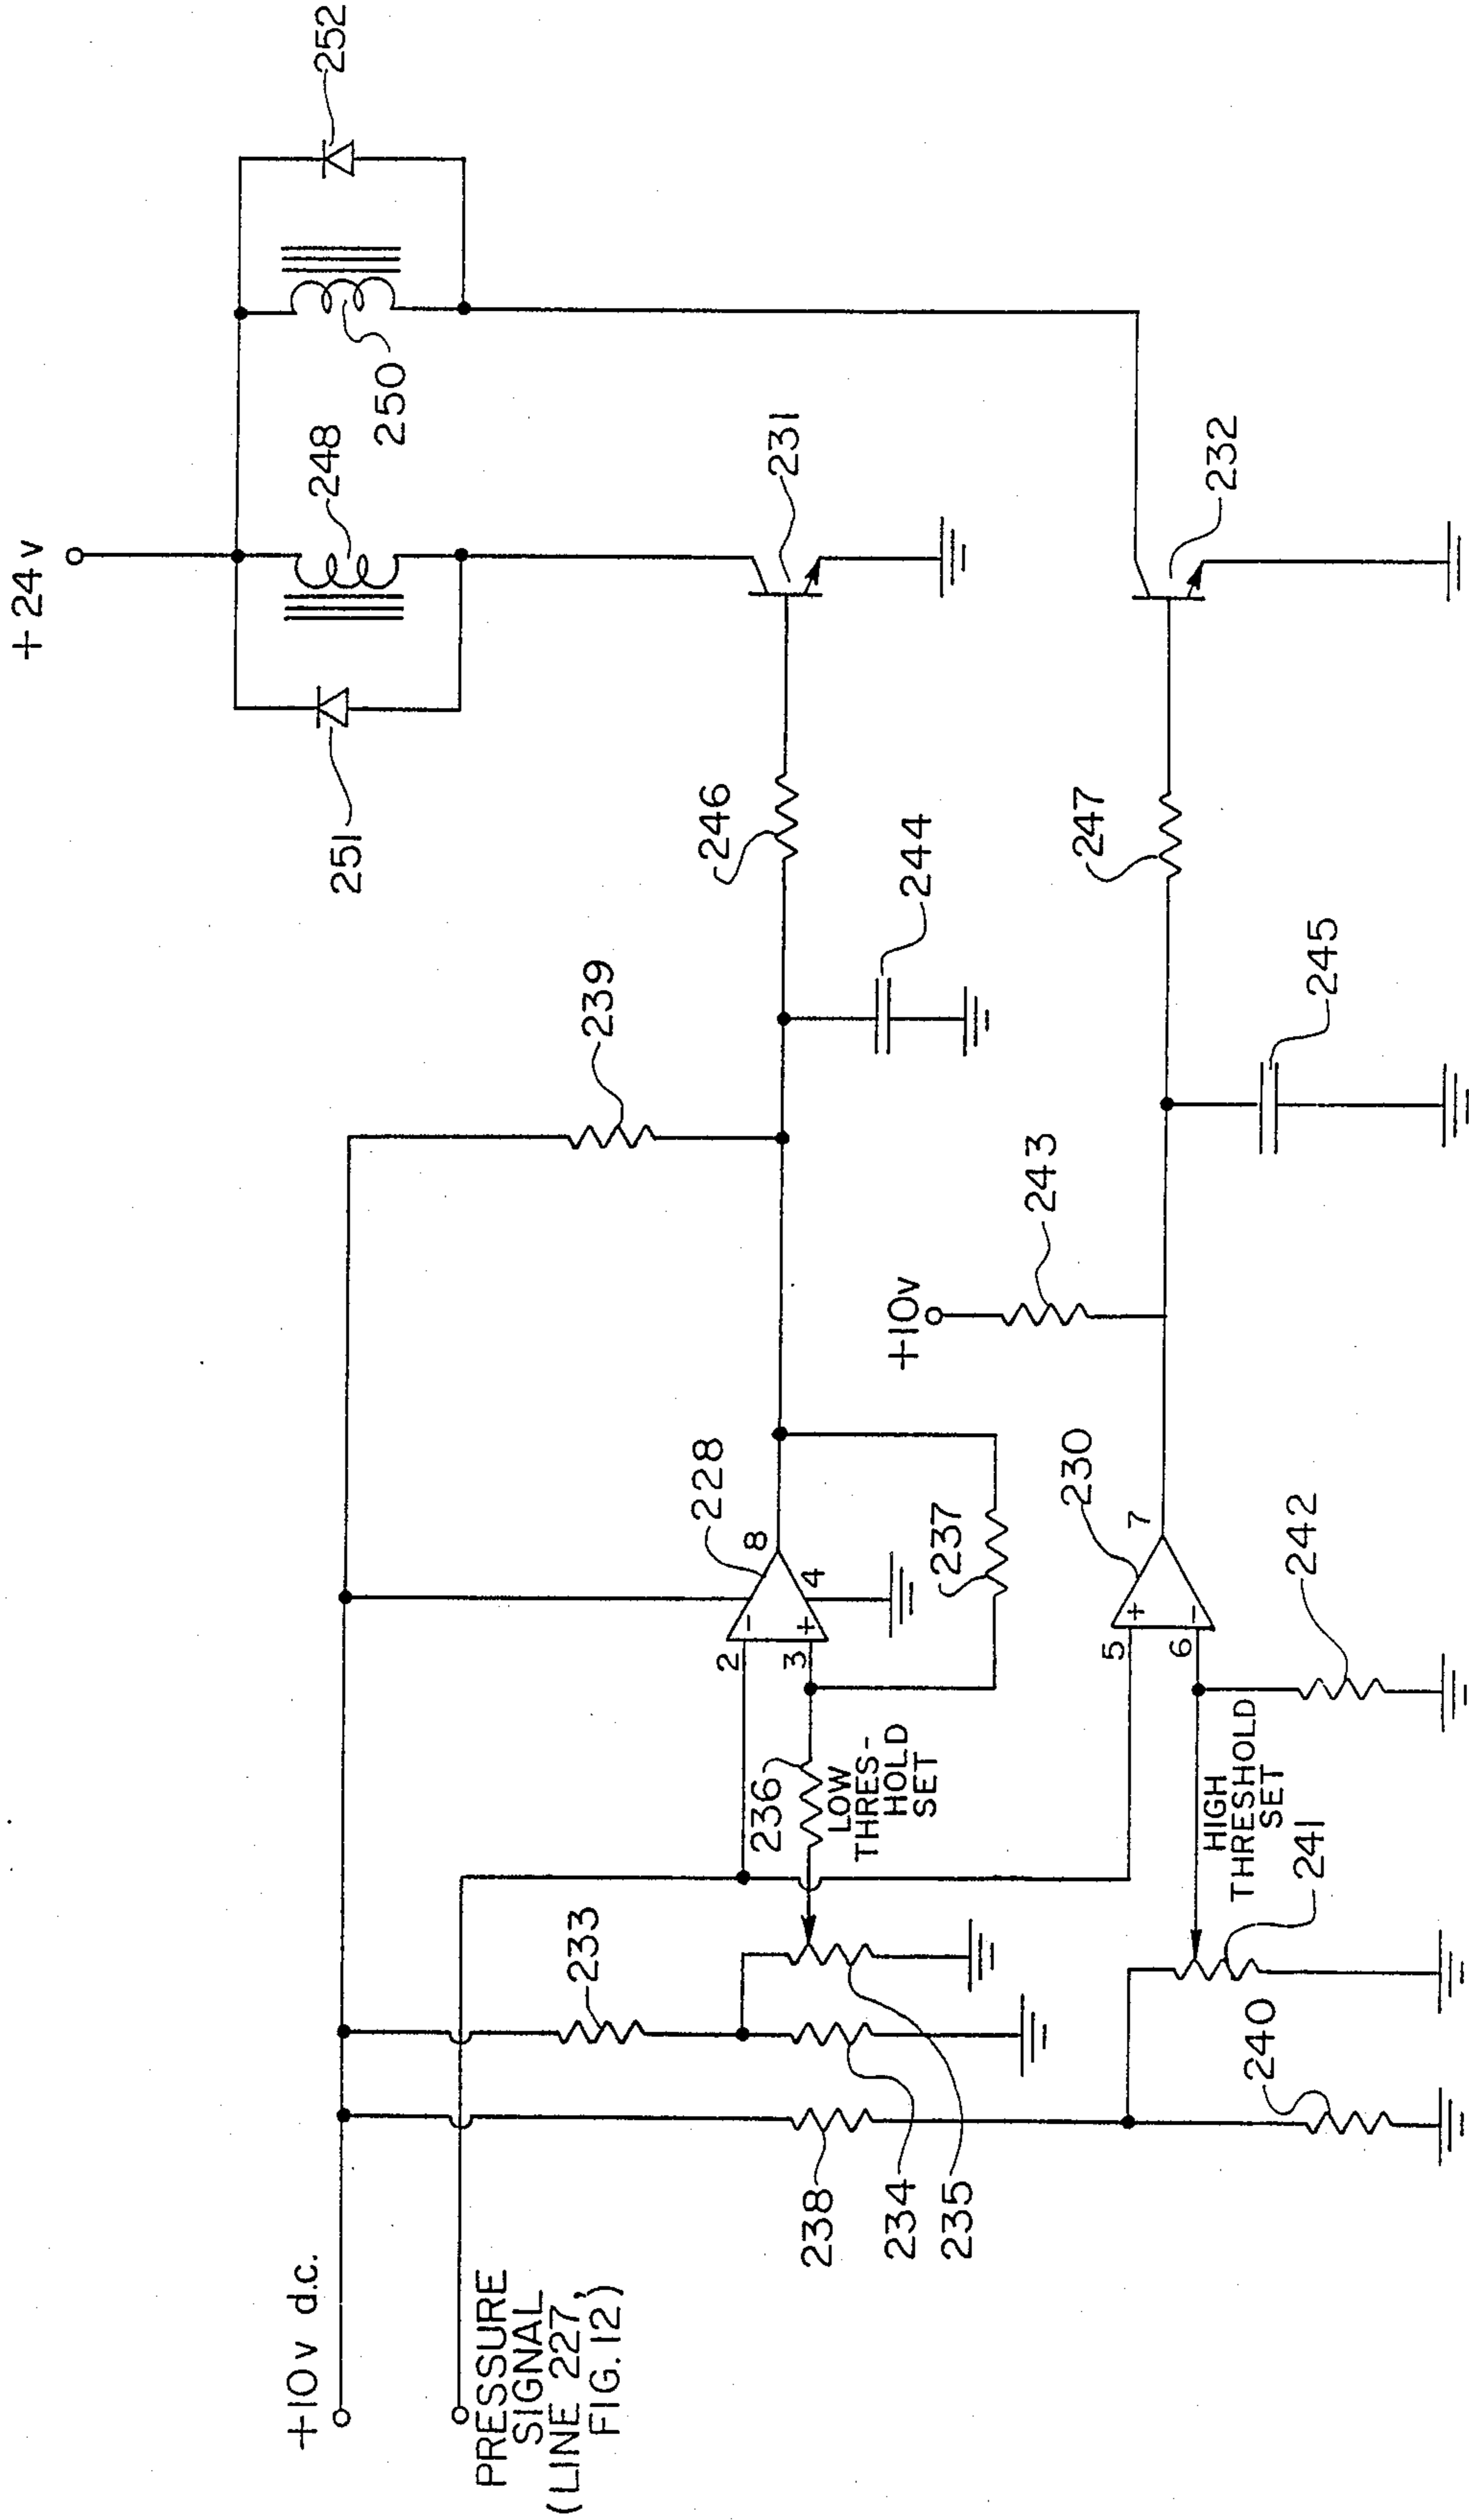 +24 v
252
248
250
251
231
+10v d.c.
239
246
244
PRESSURE
SIGNAL
(LINE 227,
FIG.12)
233
236
2
-
3
+
8
4
228
LOW
THRES-
HOLD
SET
237
+10v
243
232
247
245
238
234
235
5
+
6
-
7
230
HIGH
THRESHOLD
SET
241
240
242